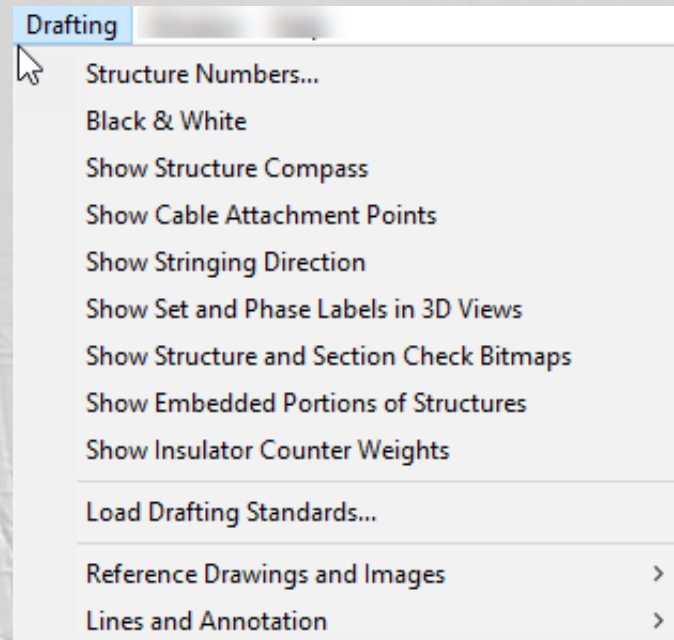 Drafting
Structure Numbers...
Black & White
Show Structure Compass
Show Cable Attachment Points
Show Stringing Direction
Show Set and Phase Labels in 3D Views
Show Structure and Section Check Bitmaps
Show Embedded Portions of Structures
Show Insulator Counter Weights
Load Drafting Standards...
Reference Drawings and Images
Lines and Annotation